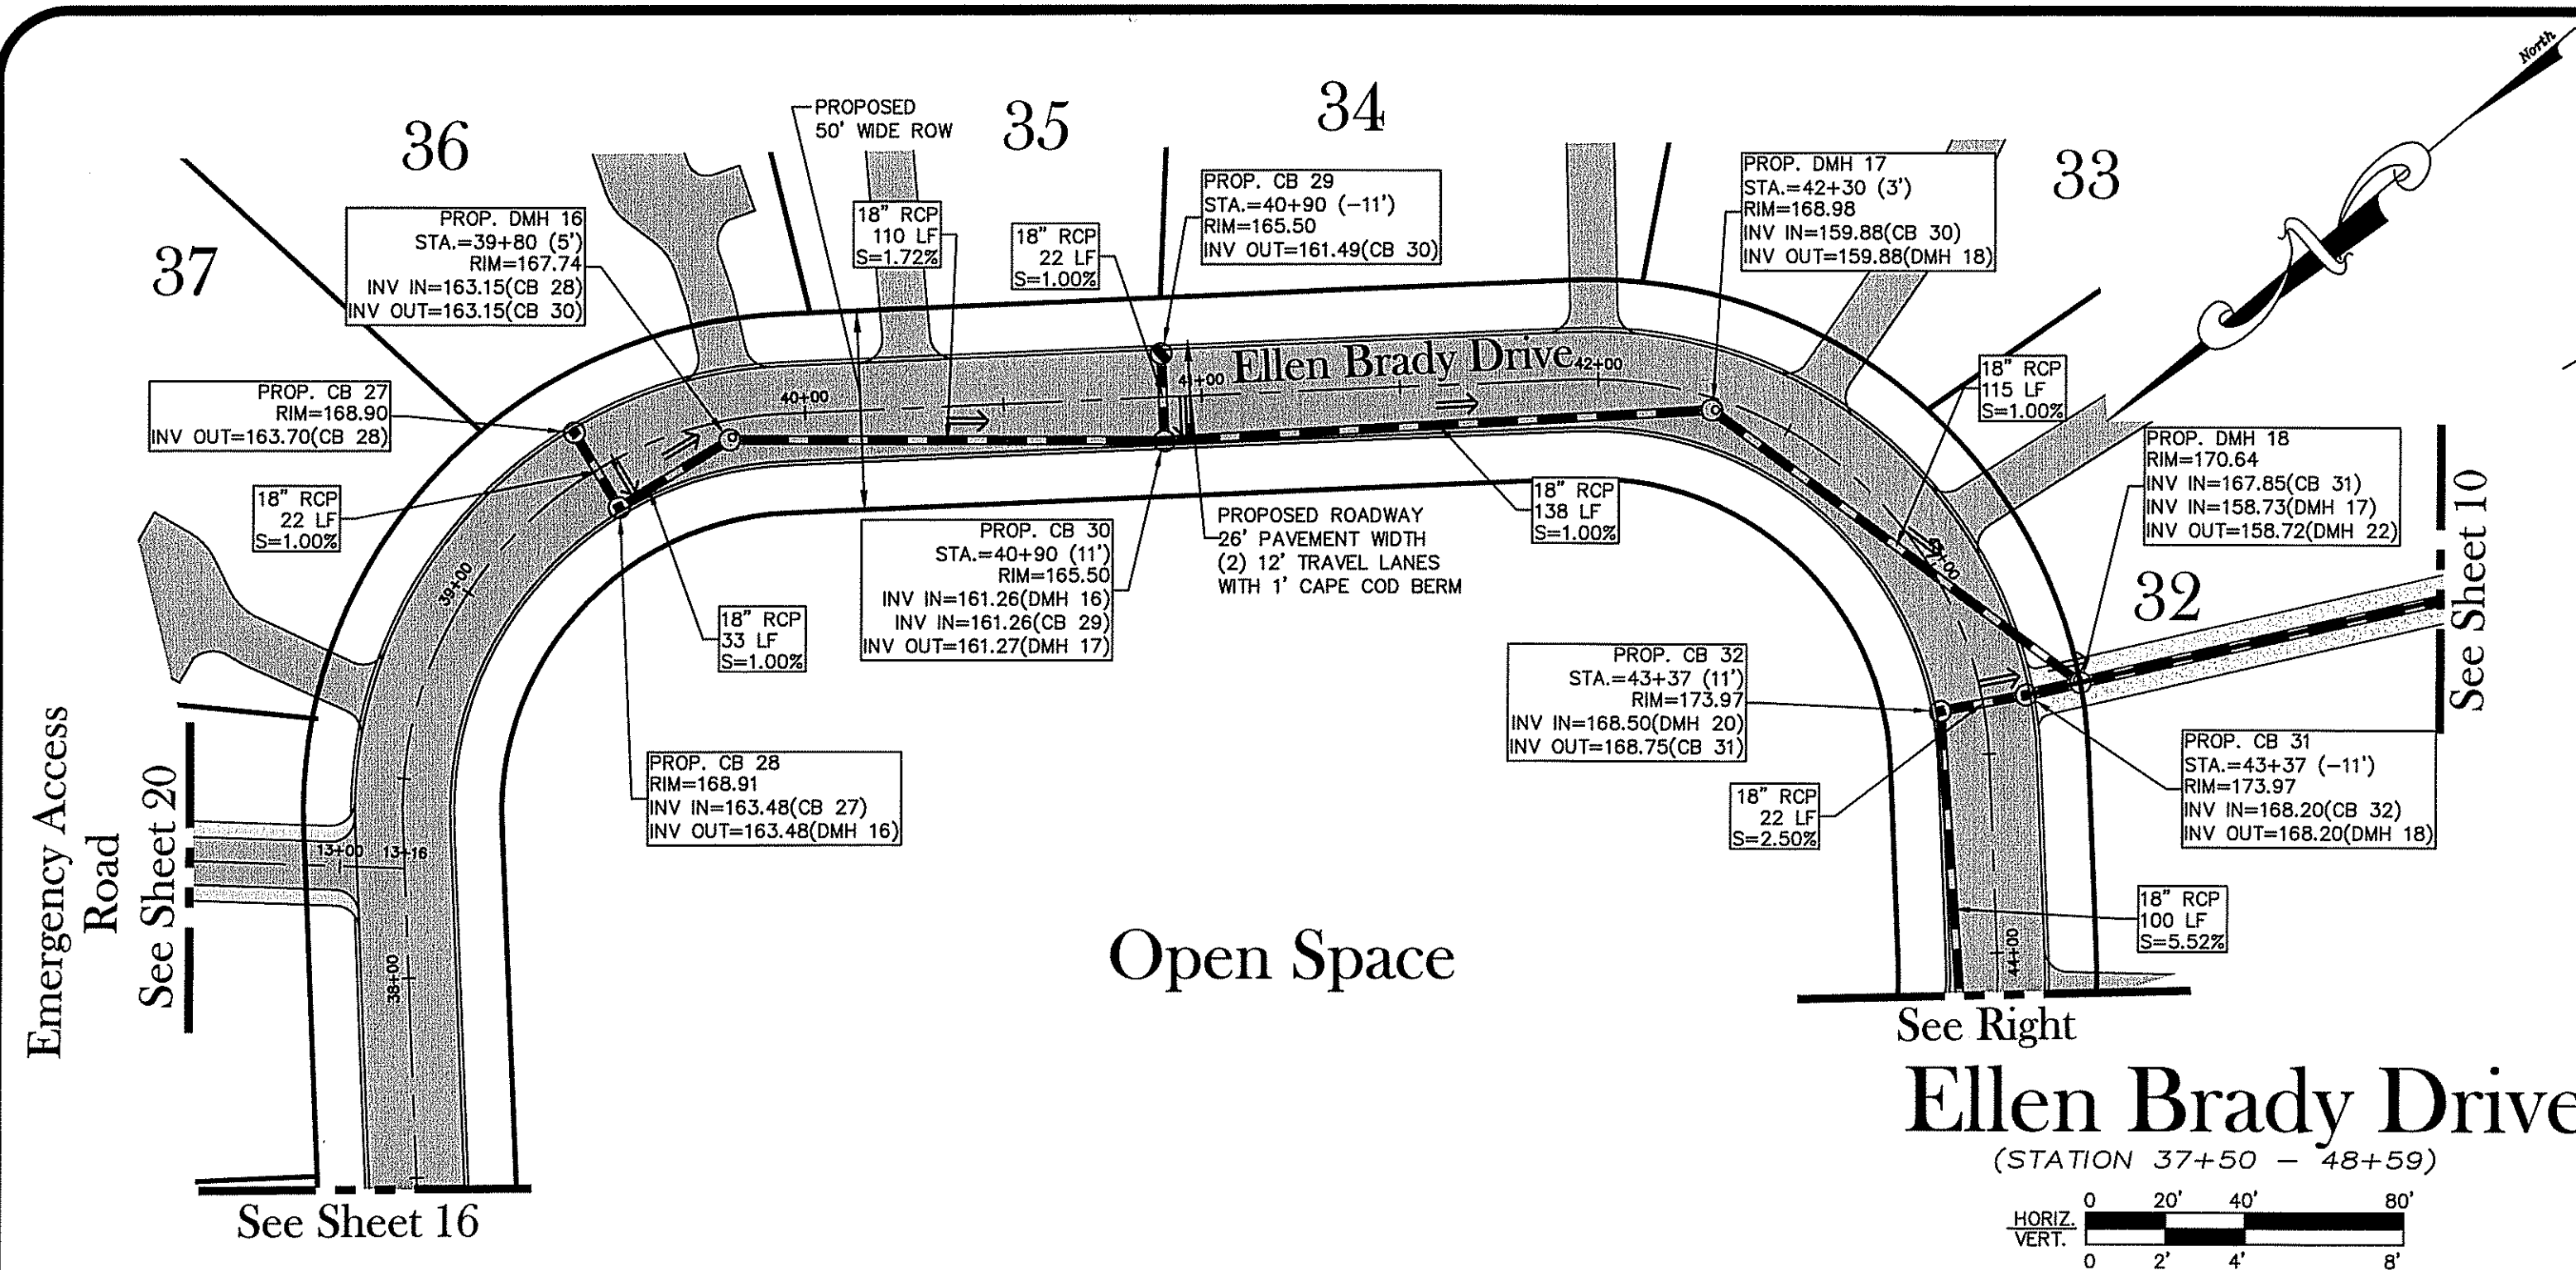 North
36
PROPOSED
50' WIDE ROW
35
34
33
37
PROP. DMH 16
STA.=39+80 (5')
RIM=167.74
INV IN=163.15(CB 28)
INV OUT=163.15(CB 30)
18" RCP
110 LF
S=1.72%
18" RCP
22 LF
S=1.00%
PROP. CB 29
STA.=40+90 (-11')
RIM=165.50
INV OUT=161.49(CB 30)
PROP. DMH 17
STA.=42+30 (3')
RIM=168.98
INV IN=159.88(CB 30)
INV OUT=159.88(DMH 18)
PROP. CB 27
RIM=168.90
INV OUT=163.70(CB 28)
40+00
41+00
Ellen Brady Drive
42+00
18" RCP
115 LF
S=1.00%
PROP. DMH 18
RIM=170.64
INV IN=167.85(CB 31)
INV IN=158.73(DMH 17)
INV OUT=158.72(DMH 22)
See Sheet 10
18" RCP
22 LF
S=1.00%
39+00
PROP. CB 30
STA.=40+90 (11')
RIM=165.50
INV IN=161.26(DMH 16)
INV IN=161.26(CB 29)
INV OUT=161.27(DMH 17)
PROPOSED ROADWAY
26' PAVEMENT WIDTH
(2) 12' TRAVEL LANES
WITH 1' CAPE COD BERM
18" RCP
138 LF
S=1.00%
32
18" RCP
33 LF
S=1.00%
PROP. CB 32
STA.=43+37 (11')
RIM=173.97
INV IN=168.50(DMH 20)
INV OUT=168.75(CB 31)
PROP. CB 28
RIM=168.91
INV IN=163.48(CB 27)
INV OUT=163.48(DMH 16)
18" RCP
22 LF
S=2.50%
PROP. CB 31
STA.=43+37 (-11')
RIM=173.97
INV IN=168.20(CB 32)
INV OUT=168.20(DMH 18)
Emergency Access
Road
See Sheet 20
13+00
13+16
38+00
18" RCP
100 LF
S=5.52%
44+00
Open Space
See Right
Ellen Brady Drive
(STATION 37+50 - 48+59)
See Sheet 16
0 20' 40' 80'
HORIZ.
VERT.
0 2' 4' 8'